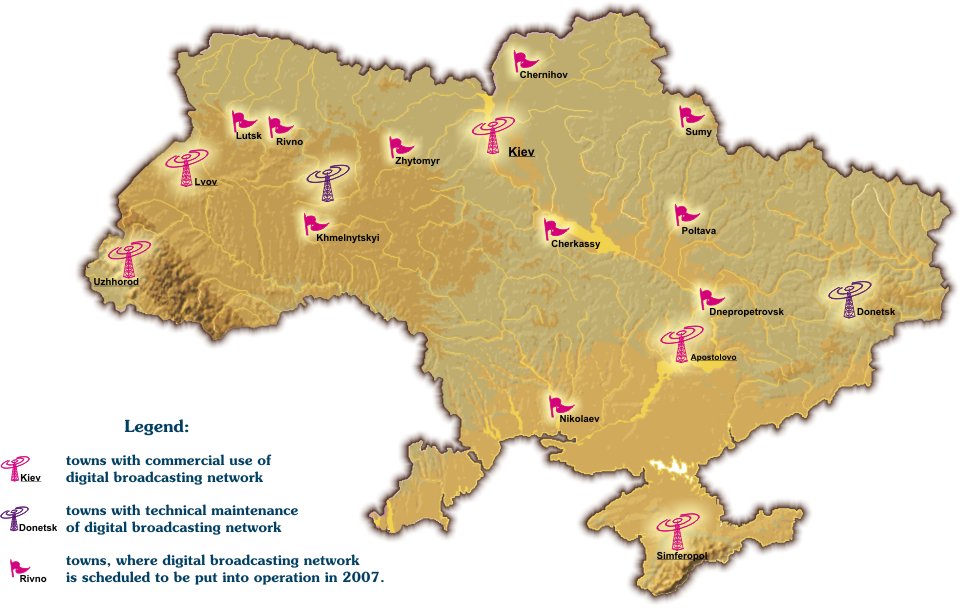 Chernihov
Lutsk
Rivno
Sumy
Kiev
Zhytomyr
Lvov
Khmelnytskyi
Poltava
Cherkassy
Uzhhorod
Dnepropetrovsk
Donetsk
Apostolovo
Nikolaev
Simferopol
Legend:
Kiev
towns with commercial use of
digital broadcasting network
Donetsk
towns with technical maintenance
of digital broadcasting network
Rivno
towns, where digital broadcasting network
is scheduled to be put into operation in 2007.